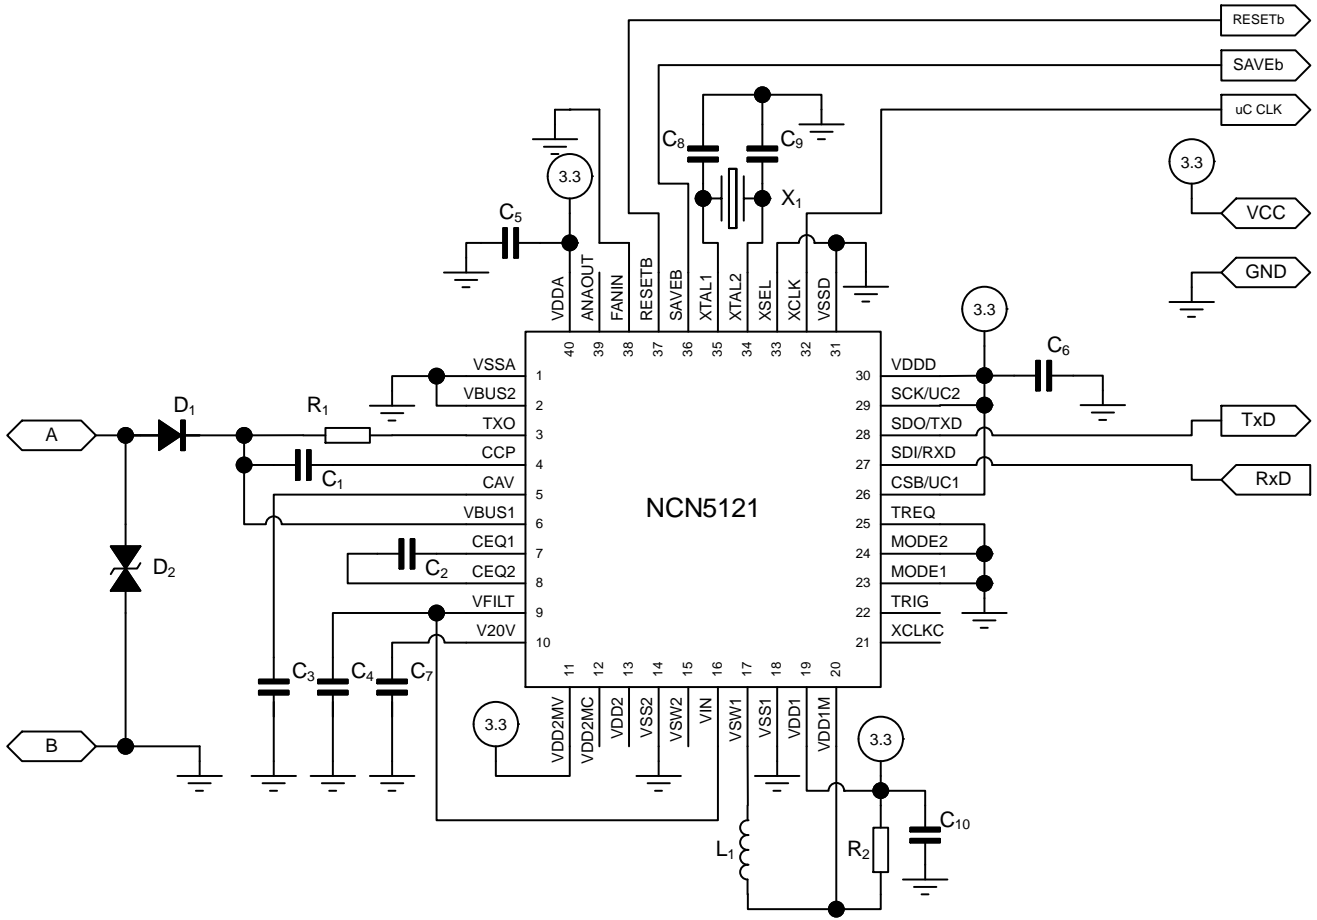 RESETb
SAVEb
uC CLK
C8
C9
3.3
3.3
X1
C5
VCC
GND
VDDA
ANAOUT
FANIN
RESETB
SAVEB
XTAL1
XTAL2
XSEL
XCLK
VSSD
3.3
40
39
38
37
36
35
34
33
32
31
C6
VSSA
1
30
VDDD
VBUS2
2
29
SCK/UC2
D1
R1
A
TXO
3
28
SDO/TXD
TxD
CCP
4
27
SDI/RXD
C1
RxD
CAV
5
26
CSB/UC1
NCN5121
VBUS1
6
25
TREQ
CEQ1
7
24
MODE2
C2
D2
CEQ2
8
23
MODE1
VFILT
9
22
TRIG
V20V
10
21
XCLKC
C3
C4
C7
11
12
13
14
15
16
17
18
19
20
VDD2MV
VDD2MC
VDD2
VSS2
VSW2
VIN
VSW1
VSS1
VDD1
VDD1M
3.3
3.3
B
L1
R2
C10